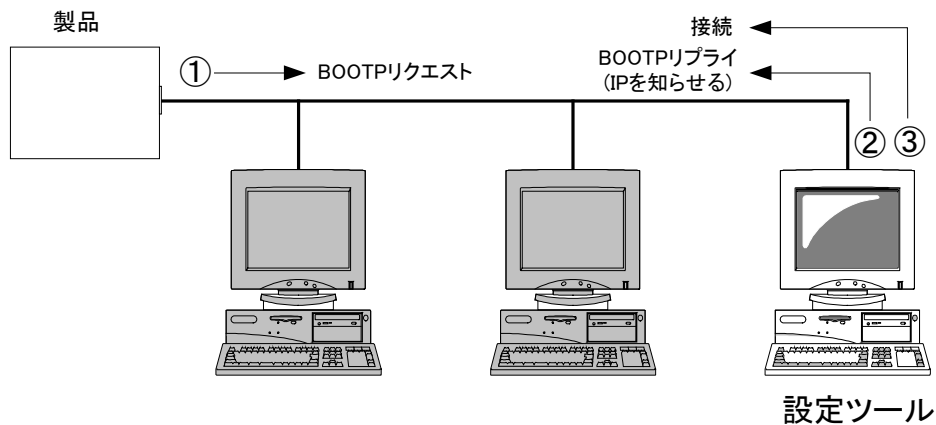 製品
接続
① BOOTPリクエスト
BOOTPリプライ
(IPを知らせる)
② ③
設定ツール